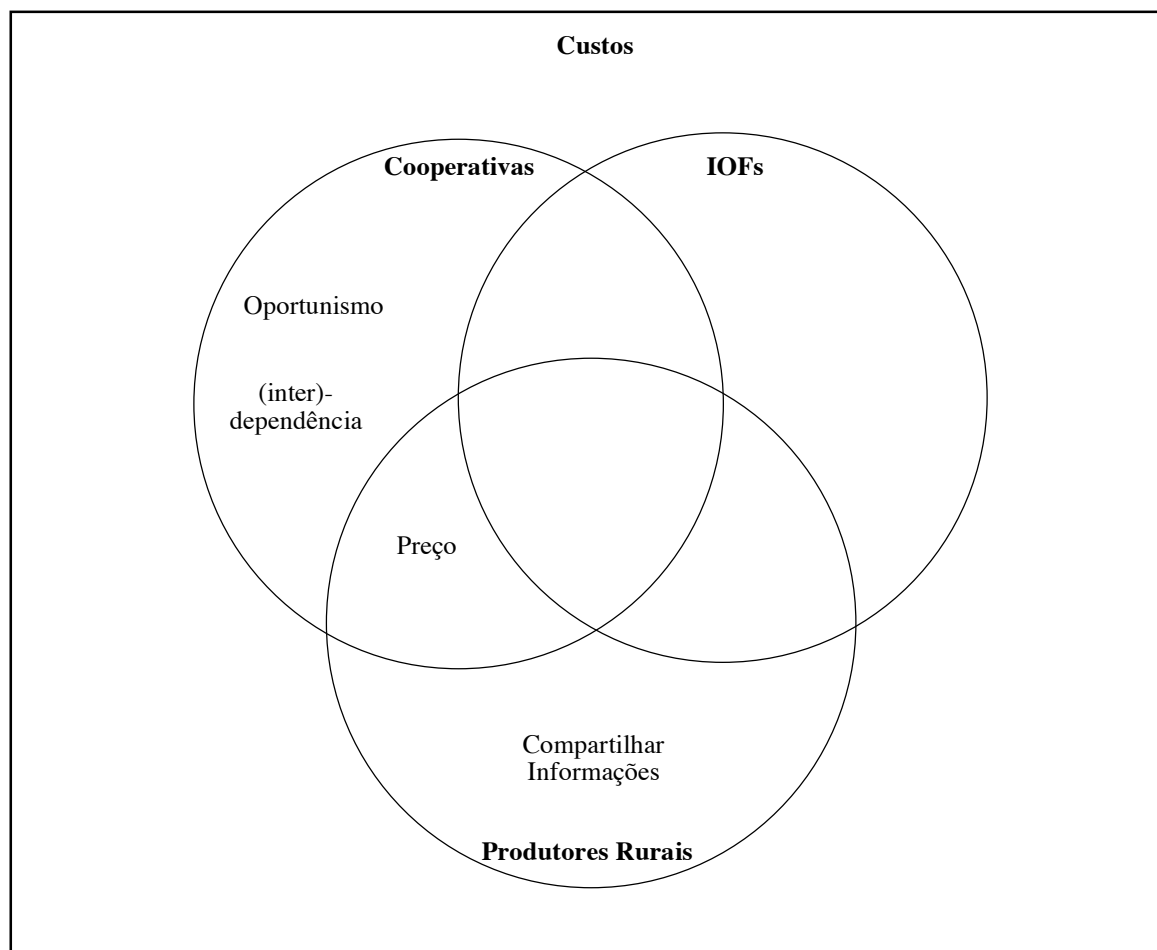 Custos
Cooperativas
IOFs
Oportunismo
(inter)-
dependência
Preço
Compartilhar
Informações
Produtores Rurais